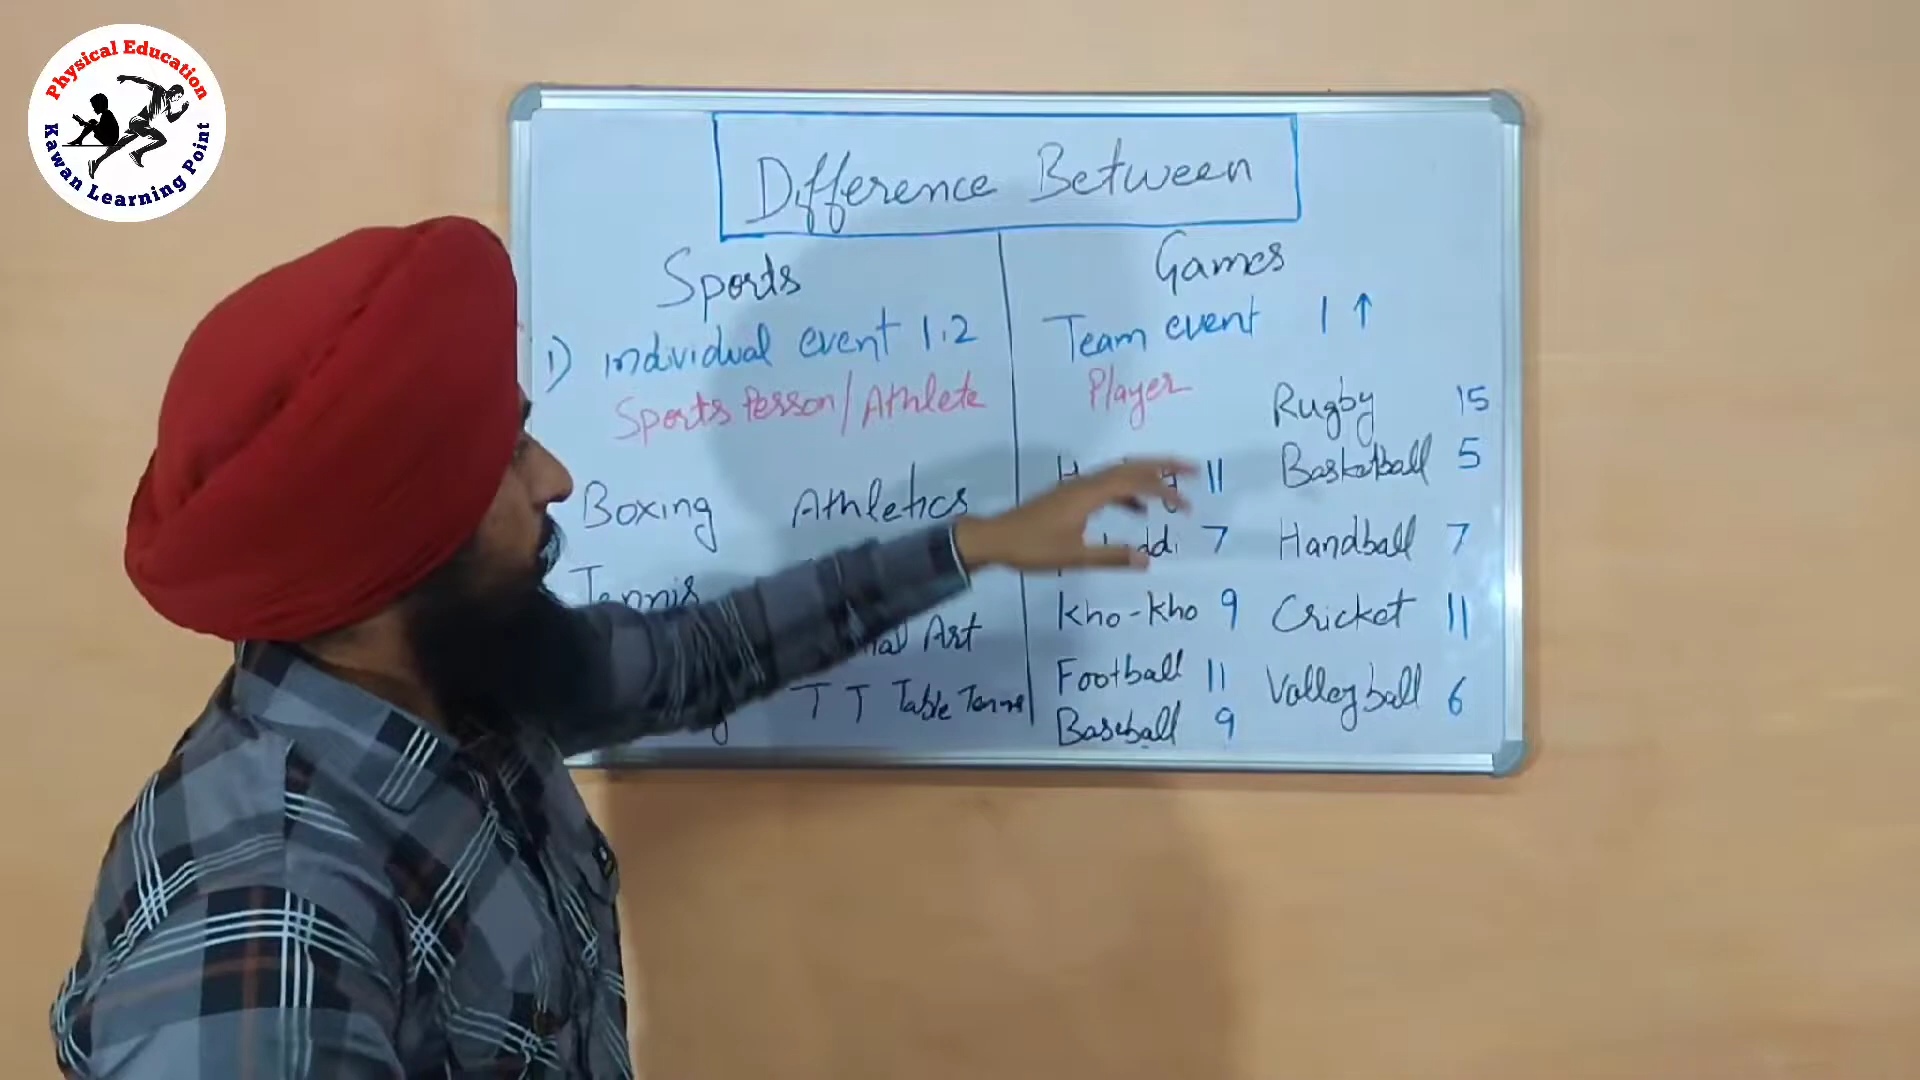 Physical Education
Kawan Learning Point
Difference Between
Sports
1) individual event 1.2
Sports Person/Athlete
Boxing Athletics
Tennis
Art
T T Table Tennis
Games
Team event 1 ↑
Player
11
7
Kho-Kho 9
Football 11
Baseball 9
Rugby 15
Basketball 5
Handball 7
Cricket 11
Volleyball 6